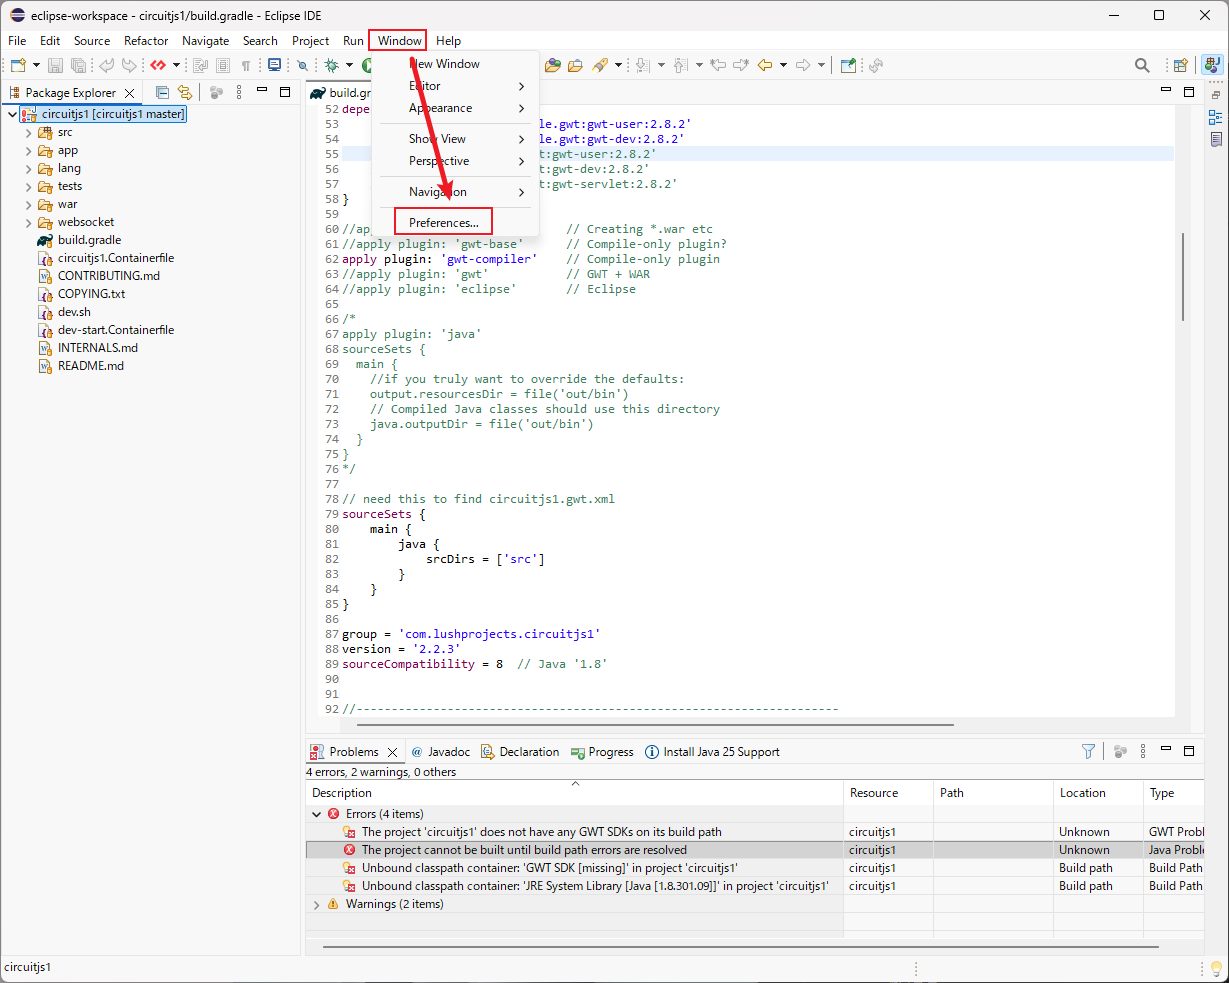 eclipse-workspace - circuitjs1/build.gradle - Eclipse IDE
File Edit Source Refactor Navigate Search Project Run Window Help
New Window
Editor
Appearance
Show View
Perspective
Navigation
Preferences...
Package Explorer
circuitjs1 [circuitjs1 master]
src
app
lang
tests
war
websocket
build.gradle
circuitjs1.Containerfile
CONTRIBUTING.md
COPYING.txt
dev.sh
dev-start.Containerfile
INTERNALS.md
README.md
build.gr
52 depe
53 le.gwt:gwt-user:2.8.2'
54 le.gwt:gwt-dev:2.8.2'
55 t:gwt-user:2.8.2'
56 t:gwt-dev:2.8.2'
57 t:gwt-servlet:2.8.2'
58 }
59
60 //ap // Creating *.war etc
61 //apply plugin: 'gwt-base' // Compile-only plugin?
62 apply plugin: 'gwt-compiler' // Compile-only plugin
63 //apply plugin: 'gwt' // GWT + WAR
64 //apply plugin: 'eclipse' // Eclipse
65
66 /*
67 apply plugin: 'java'
68 sourceSets {
69 main {
70 //if you truly want to override the defaults:
71 output.resourcesDir = file('out/bin')
72 // Compiled Java classes should use this directory
73 java.outputDir = file('out/bin')
74 }
75 }
76 */
77
78 // need this to find circuitjs1.gwt.xml
79 sourceSets {
80 main {
81 java {
82 srcDirs = ['src']
83 }
84 }
85 }
86
87 group = 'com.lushprojects.circuitjs1'
88 version = '2.2.3'
89 sourceCompatibility = 8 // Java '1.8'
90
91
92 //--------------------------------------------------------------------
Problems @ Javadoc Declaration Progress Install Java 25 Support
4 errors, 2 warnings, 0 others
Description Resource Path Location Type
Errors (4 items)
The project 'circuitjs1' does not have any GWT SDKs on its build path circuitjs1 Unknown GWT Probl
The project cannot be built until build path errors are resolved circuitjs1 Unknown Java Proble
Unbound classpath container: 'GWT SDK [missing]' in project 'circuitjs1' circuitjs1 Build path Build Path
Unbound classpath container: 'JRE System Library [Java [1.8.301.09]]' in project 'circuitjs1' circuitjs1 Build path Build Path
Warnings (2 items)
circuitjs1